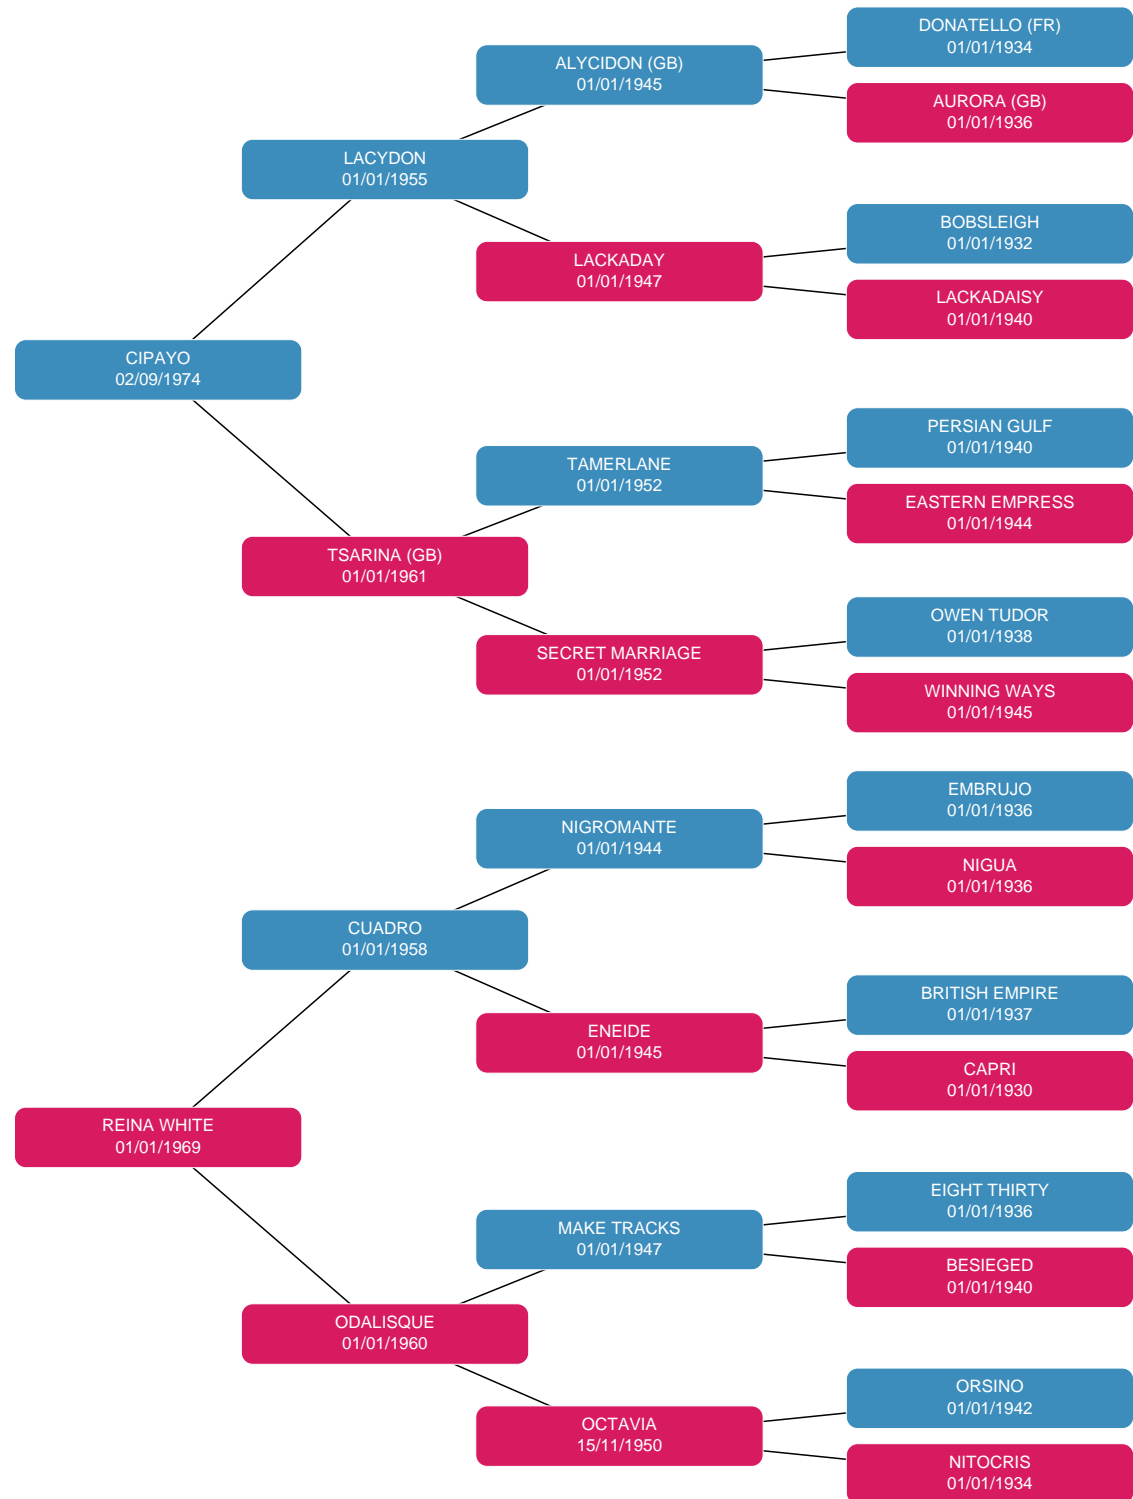 DONATELLO (FR)
01/01/1934
ALYCIDON (GB)
01/01/1945
AURORA (GB)
01/01/1936
LACYDON
01/01/1955
BOBSLEIGH
01/01/1932
LACKADAY
01/01/1947
LACKADAISY
01/01/1940
CIPAYO
02/09/1974
PERSIAN GULF
01/01/1940
TAMERLANE
01/01/1952
EASTERN EMPRESS
01/01/1944
TSARINA (GB)
01/01/1961
OWEN TUDOR
01/01/1938
SECRET MARRIAGE
01/01/1952
WINNING WAYS
01/01/1945
EMBRUJO
01/01/1936
NIGROMANTE
01/01/1944
NIGUA
01/01/1936
CUADRO
01/01/1958
BRITISH EMPIRE
01/01/1937
ENEIDE
01/01/1945
CAPRI
01/01/1930
REINA WHITE
01/01/1969
EIGHT THIRTY
01/01/1936
MAKE TRACKS
01/01/1947
BESIEGED
01/01/1940
ODALISQUE
01/01/1960
ORSINO
01/01/1942
OCTAVIA
15/11/1950
NITOCRIS
01/01/1934